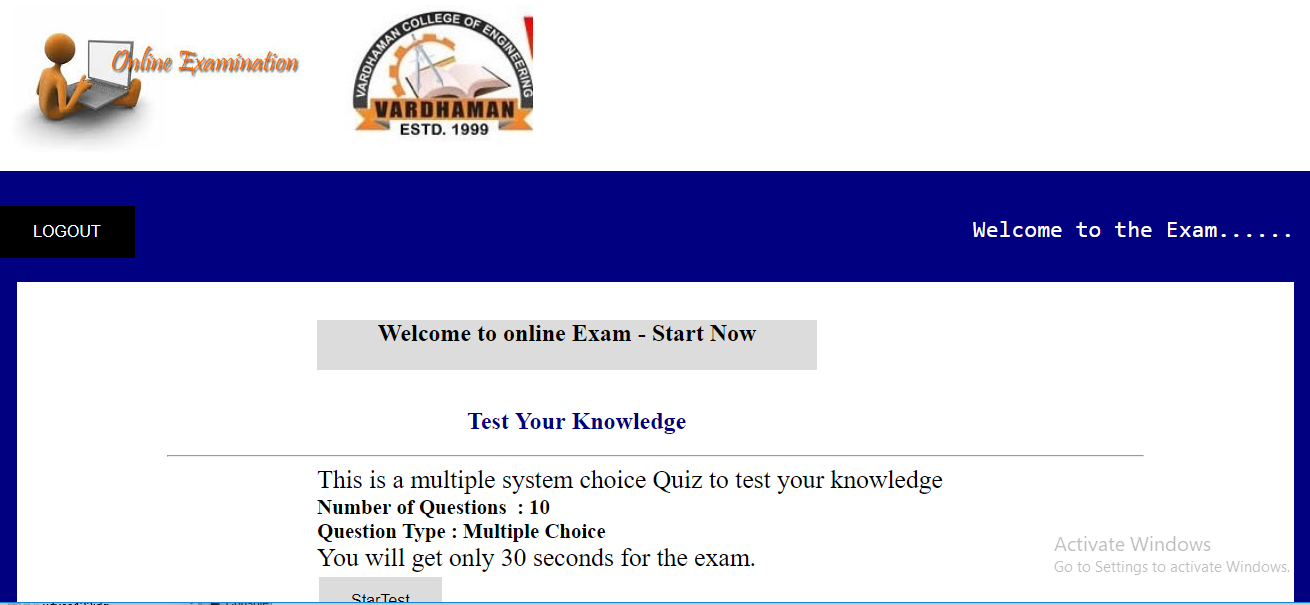 Online Examination
VARDHAMAN COLLEGE OF ENGINEERING
VARDHAMAN
ESTD. 1999
LOGOUT
Welcome to the Exam......
Welcome to online Exam - Start Now
Test Your Knowledge
This is a multiple system choice Quiz to test your knowledge
Number of Questions : 10
Question Type : Multiple Choice
You will get only 30 seconds for the exam.
StarTest
Activate Windows
Go to Settings to activate Windows.